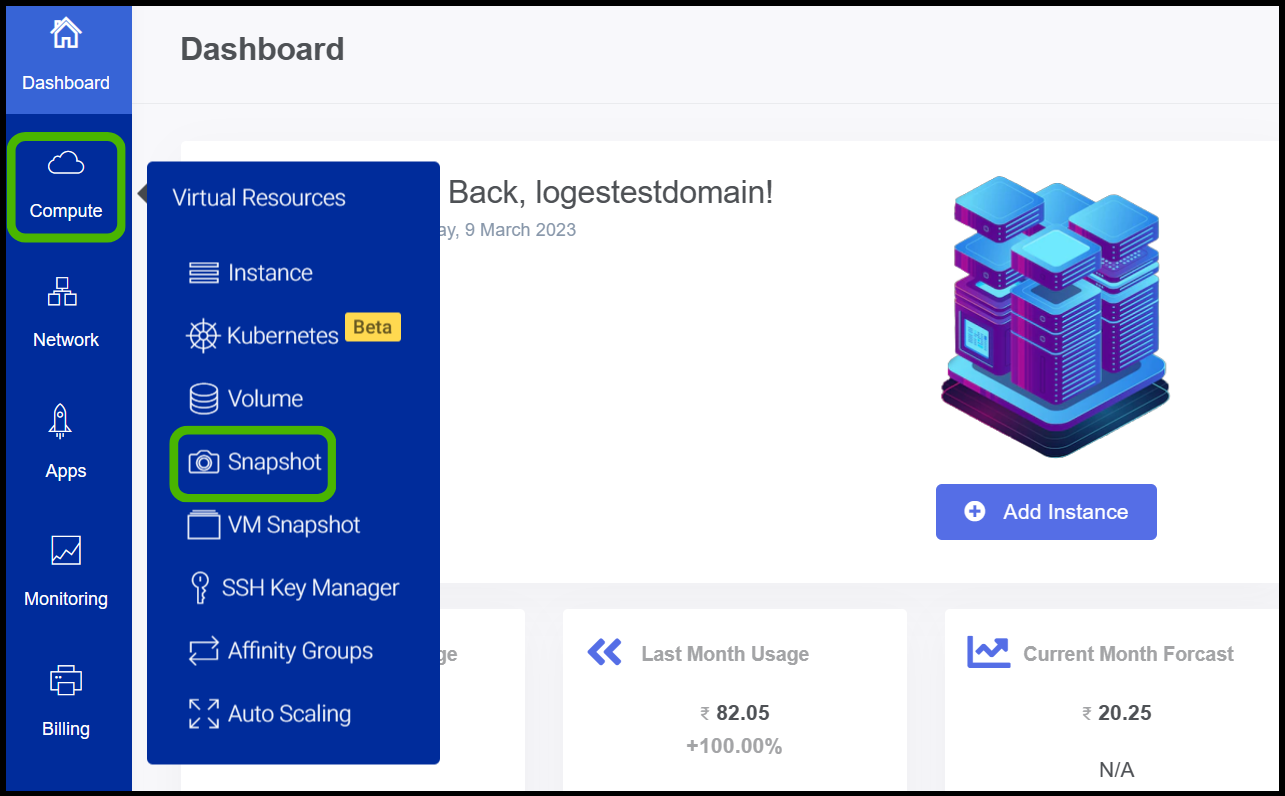 Dashboard
Dashboard
Compute
Network
Apps
Monitoring
Billing
Virtual Resources
Instance
Kubernetes Beta
Volume
Snapshot
VM Snapshot
SSH Key Manager
Affinity Groups
Auto Scaling
Back, logestestdomain!
ay, 9 March 2023
Add Instance
ge
Last Month Usage
₹ 82.05
+100.00%
Current Month Forcast
₹ 20.25
N/A